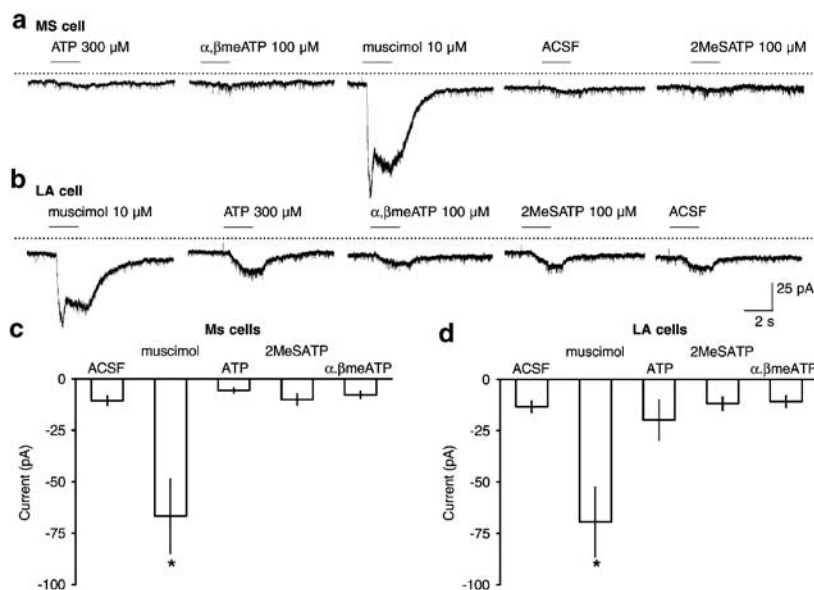 a
MS cell
ATP 300 µM α,βmeATP 100 µM muscimol 10 µM ACSF 2MeSATP 100 µM
b
LA cell
muscimol 10 µM ATP 300 µM α,βmeATP 100 µM 2MeSATP 100 µM ACSF
25 pA
2 s
c
Ms cells
muscimol 2MeSATP
ACSF ATP α.βmeATP
0
-25
-50
-75
-100
Current (pA)
*
d
LA cells
muscimol 2MeSATP
ACSF ATP α.βmeATP
0
-25
-50
-75
-100
Current (pA)
*